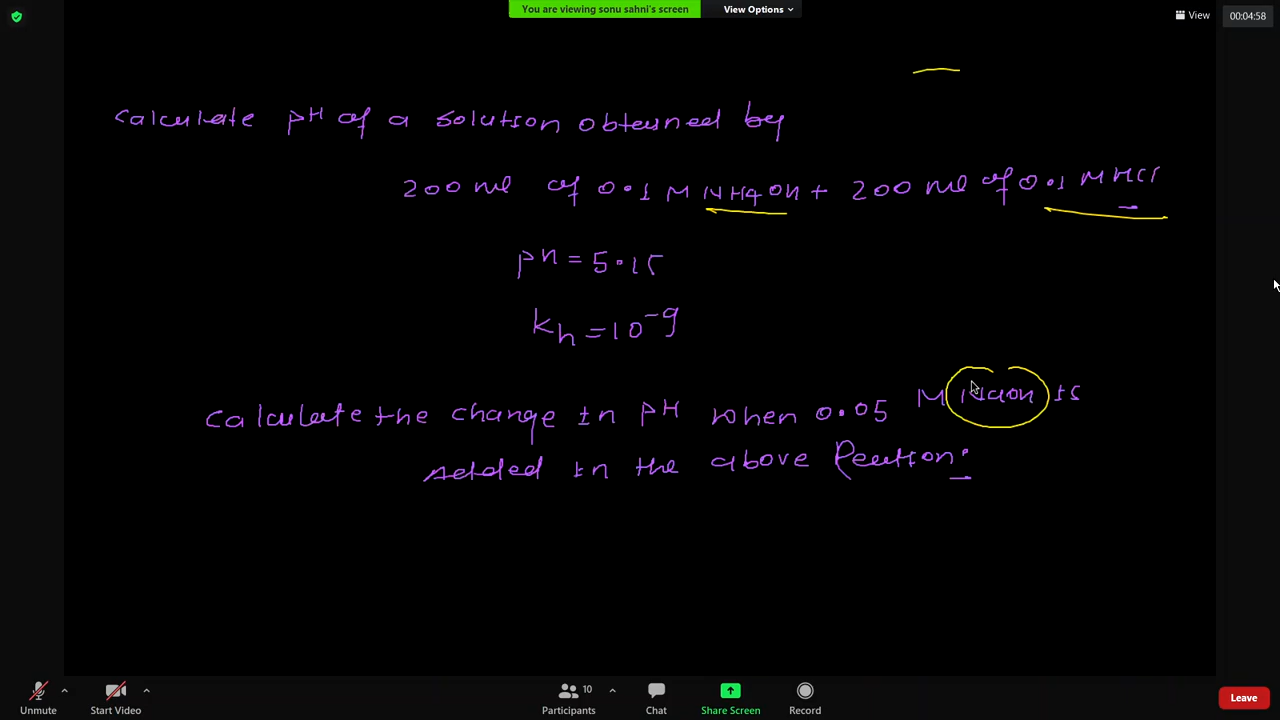 You are viewing sonu sahni's screen
View Options
View
00:04:58
Calculate pH of a solution obtained by
200 ml of 0.1 M NH4OH + 200 ml of 0.1 M HCl
pH = 5.15
Kh = 10⁻⁹
Calculate the change in pH when 0.05 M NaOH is
added in the above Reaction.
Unmute
Start Video
10
Participants
Chat
Share Screen
Record
Leave